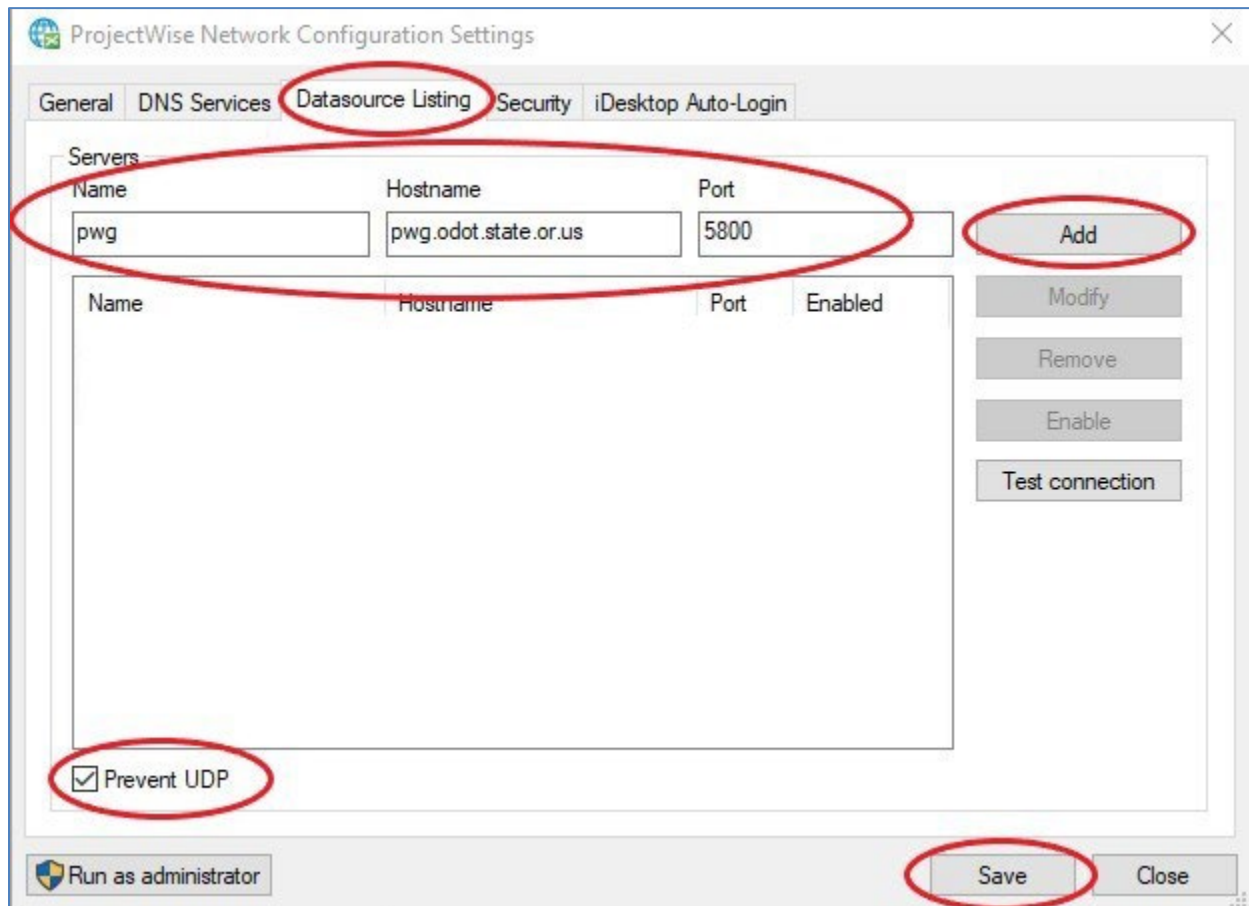 ProjectWise Network Configuration Settings
General DNS Services Datasource Listing Security iDesktop Auto-Login
Servers
Name Hostname Port
pwg pwg.odot.state.or.us 5800 Add
Name Hostname Port Enabled Modify
Remove
Enable
Test connection
Prevent UDP
Run as administrator Save Close